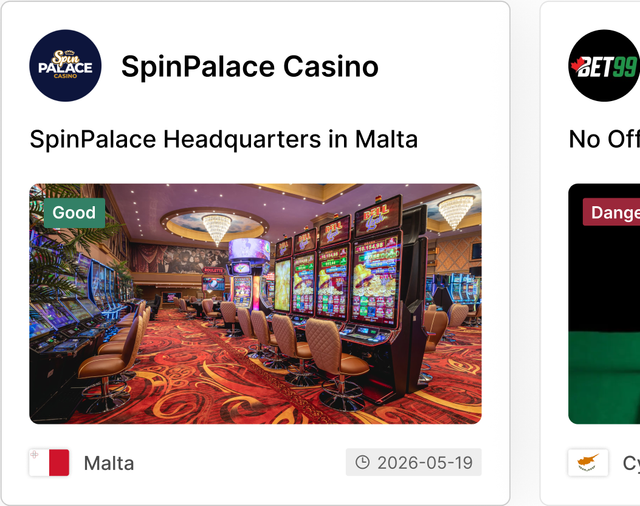 Spin
PALACE
CASINO
SpinPalace Casino
BET99
SpinPalace Headquarters in Malta
No Off
Good
Dange
BELL
Malta
2026-05-19
Cy